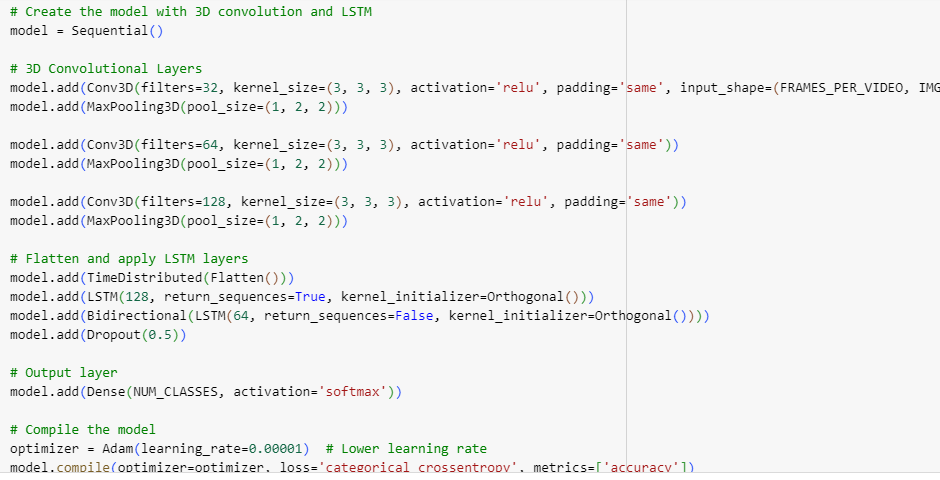 # Create the model with 3D convolution and LSTM
model = Sequential()
# 3D Convolutional Layers
model.add(Conv3D(filters=32, kernel_size=(3, 3, 3), activation='relu', padding='same', input_shape=(FRAMES_PER_VIDEO, IMG
model.add(MaxPooling3D(pool_size=(1, 2, 2)))
model.add(Conv3D(filters=64, kernel_size=(3, 3, 3), activation='relu', padding='same'))
model.add(MaxPooling3D(pool_size=(1, 2, 2)))
model.add(Conv3D(filters=128, kernel_size=(3, 3, 3), activation='relu', padding='same'))
model.add(MaxPooling3D(pool_size=(1, 2, 2)))
# Flatten and apply LSTM layers
model.add(TimeDistributed(Flatten()))
model.add(LSTM(128, return_sequences=True, kernel_initializer=Orthogonal()))
model.add(Bidirectional(LSTM(64, return_sequences=False, kernel_initializer=Orthogonal())))
model.add(Dropout(0.5))
# Output layer
model.add(Dense(NUM_CLASSES, activation='softmax'))
# Compile the model
optimizer = Adam(learning_rate=0.00001)  # Lower learning rate
model.compile(optimizer=optimizer, loss='categorical_crossentropy', metrics=['accuracy'])